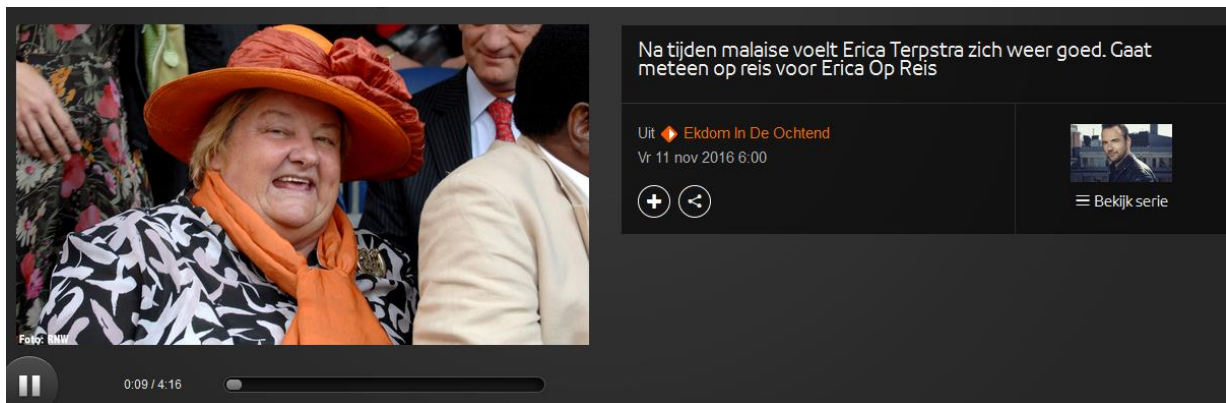 Na tijden malaise voelt Erica Terpstra zich weer goed. Gaat
meteen op reis voor Erica Op Reis
Uit Ekdom In De Ochtend
Vr 11 nov 2016 6:00
Bekijk serie
Foto: RNW
0:09 / 4:16